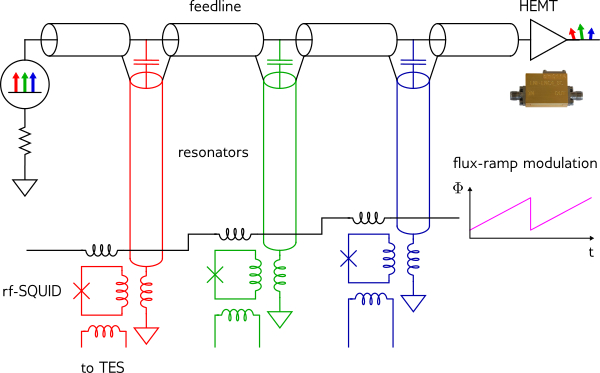 feedline
HEMT
resonators
flux-ramp modulation
Φ
t
rf-SQUID
to TES